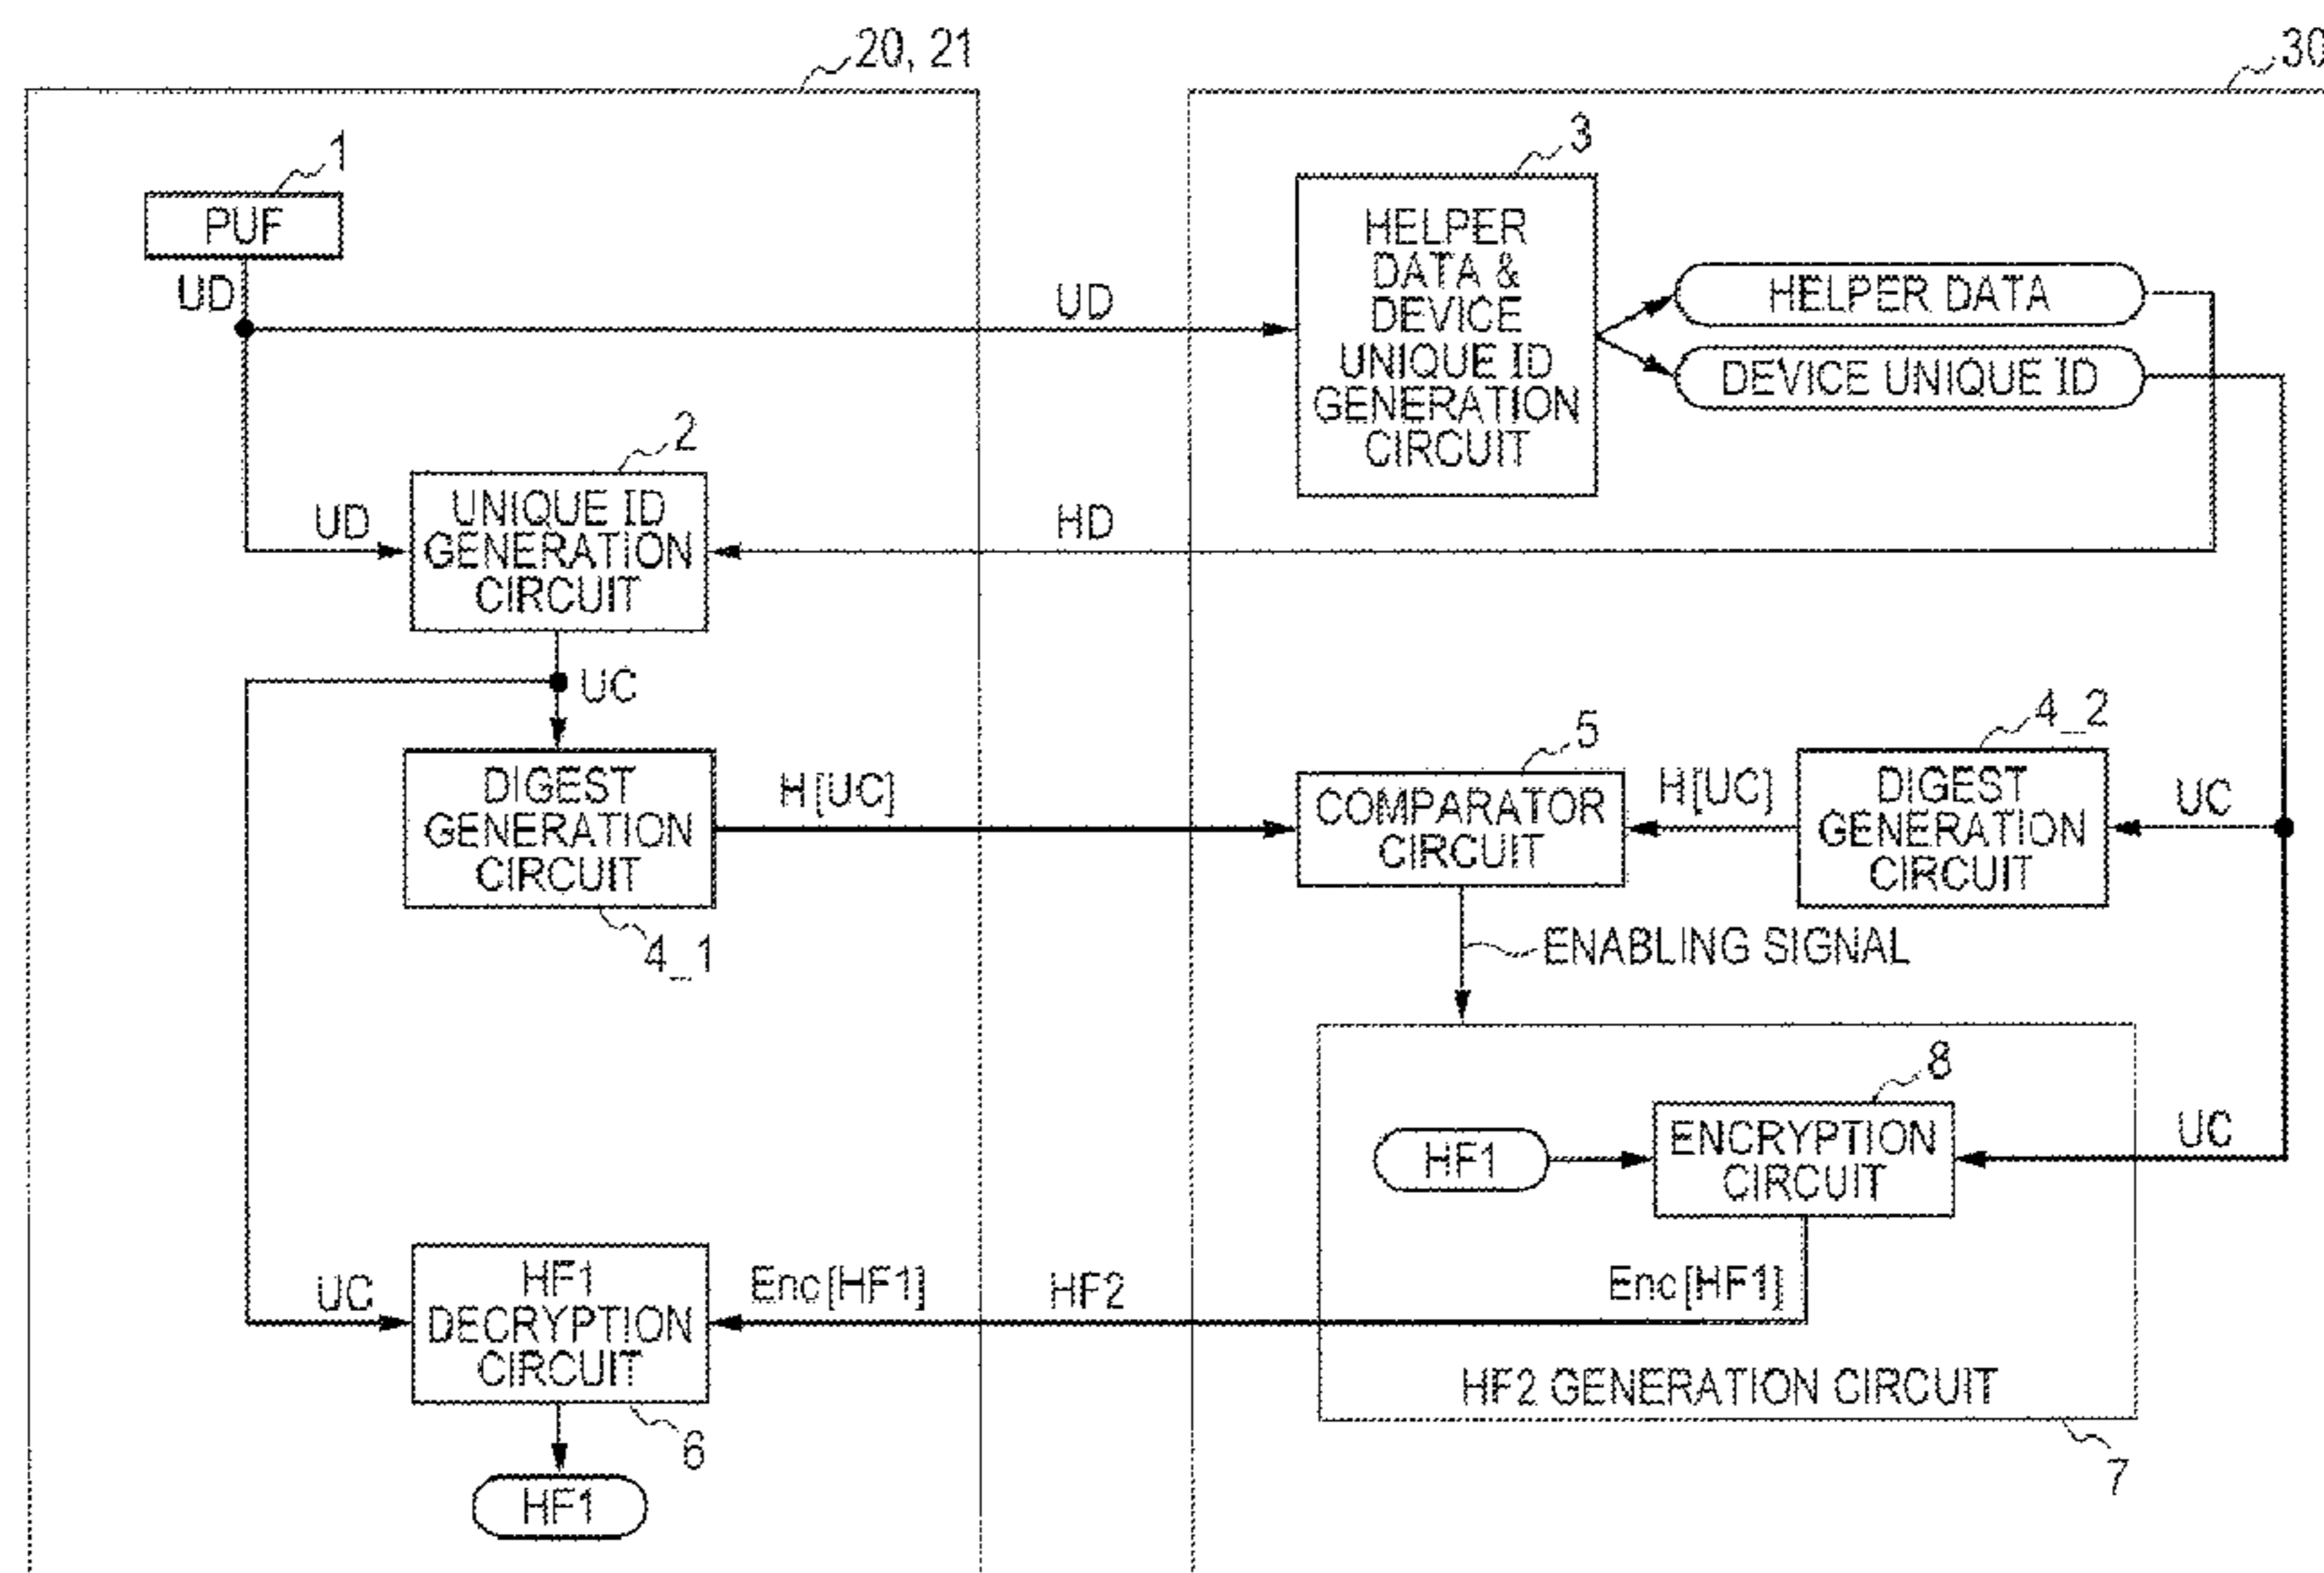 20, 21
30
1
PUF
UD
UD
3
HELPER
DATA &
DEVICE
UNIQUE ID
GENERATION
CIRCUIT
HELPER DATA
DEVICE UNIQUE ID
2
UD
UNIQUE ID
GENERATION
CIRCUIT
HD
UC
DIGEST
GENERATION
CIRCUIT
4_1
H[UC]
5
COMPARATOR
CIRCUIT
H[UC]
4_2
DIGEST
GENERATION
CIRCUIT
UC
ENABLING SIGNAL
8
HF1
ENCRYPTION
CIRCUIT
UC
UC
HF1
DECRYPTION
CIRCUIT
6
Enc[HF1]
HF2
Enc[HF1]
HF2 GENERATION CIRCUIT
7
HF1